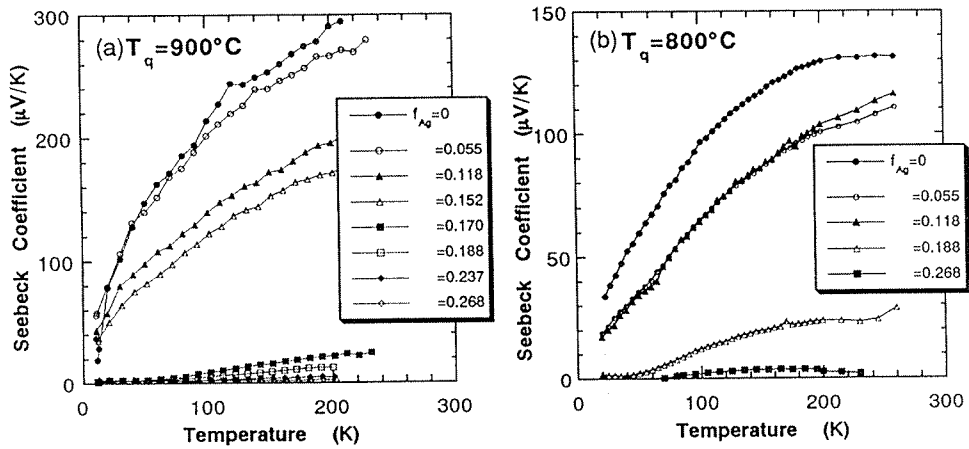 (a) T_q=900°C
Seebeck Coefficient (μV/K)
300
200
100
0
0 100 200 300
Temperature (K)
f_Ag=0
=0.055
=0.118
=0.152
=0.170
=0.188
=0.237
=0.268
(b) T_q=800°C
Seebeck Coefficient (μV/K)
150
100
50
0
0 100 200 300
Temperature (K)
f_Ag=0
=0.055
=0.118
=0.188
=0.268